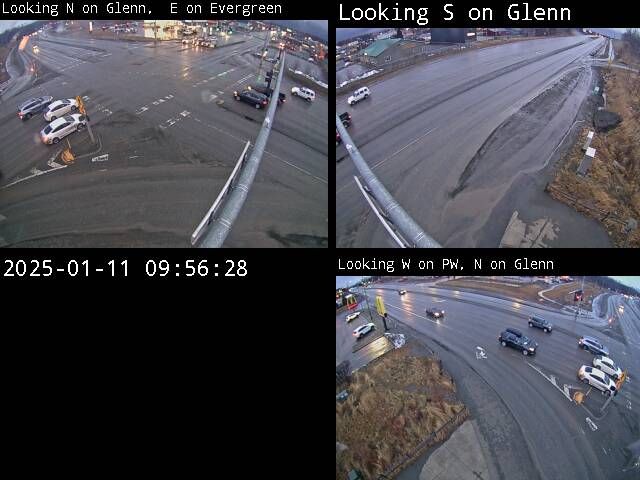 Looking N on Glenn,  E on Evergreen
Looking S on Glenn
2025-01-11 09:56:28
Looking W on PW, N on Glenn